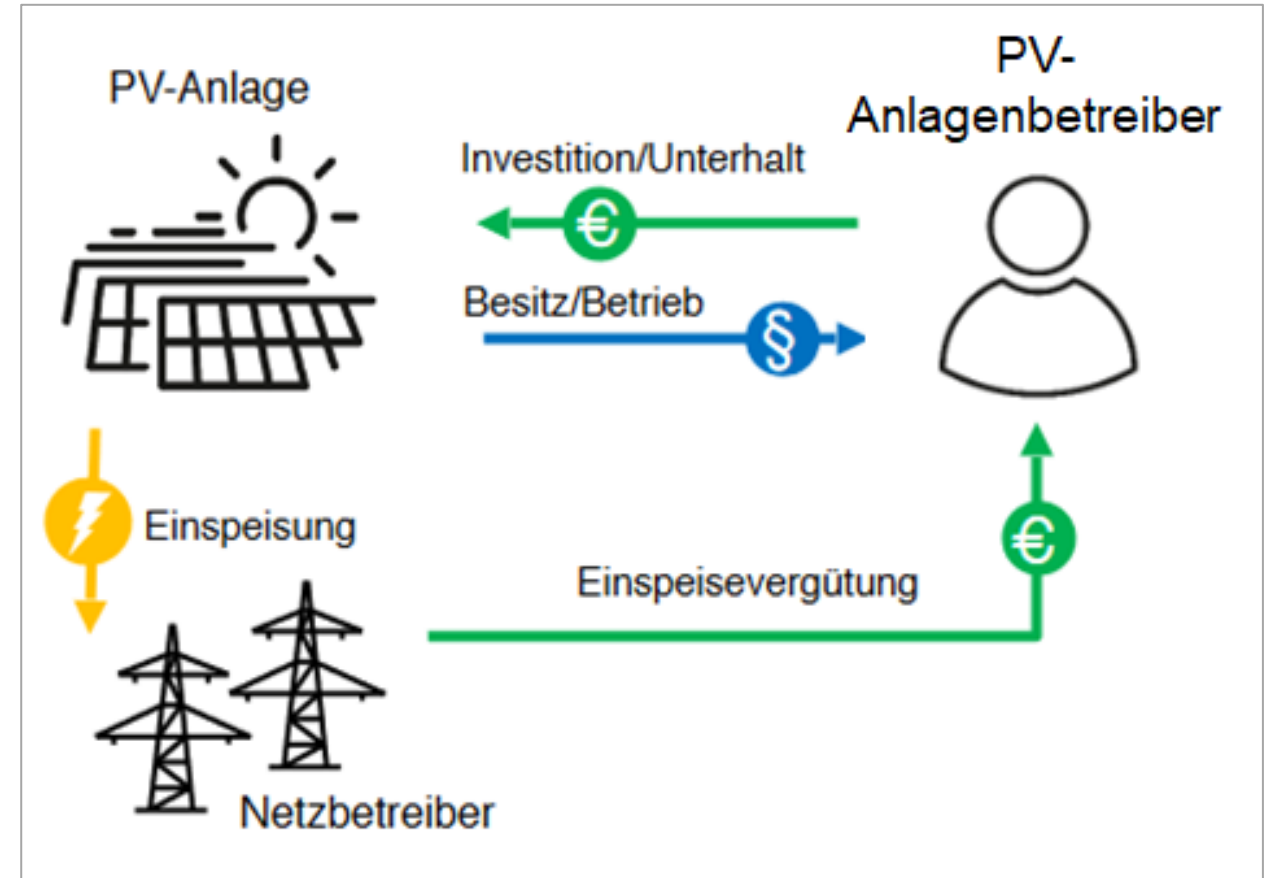 PV-Anlage
PV-
Anlagenbetreiber
Investition/Unterhalt
€
Besitz/Betrieb
§
Einspeisung
€
Einspeisevergütung
Netzbetreiber